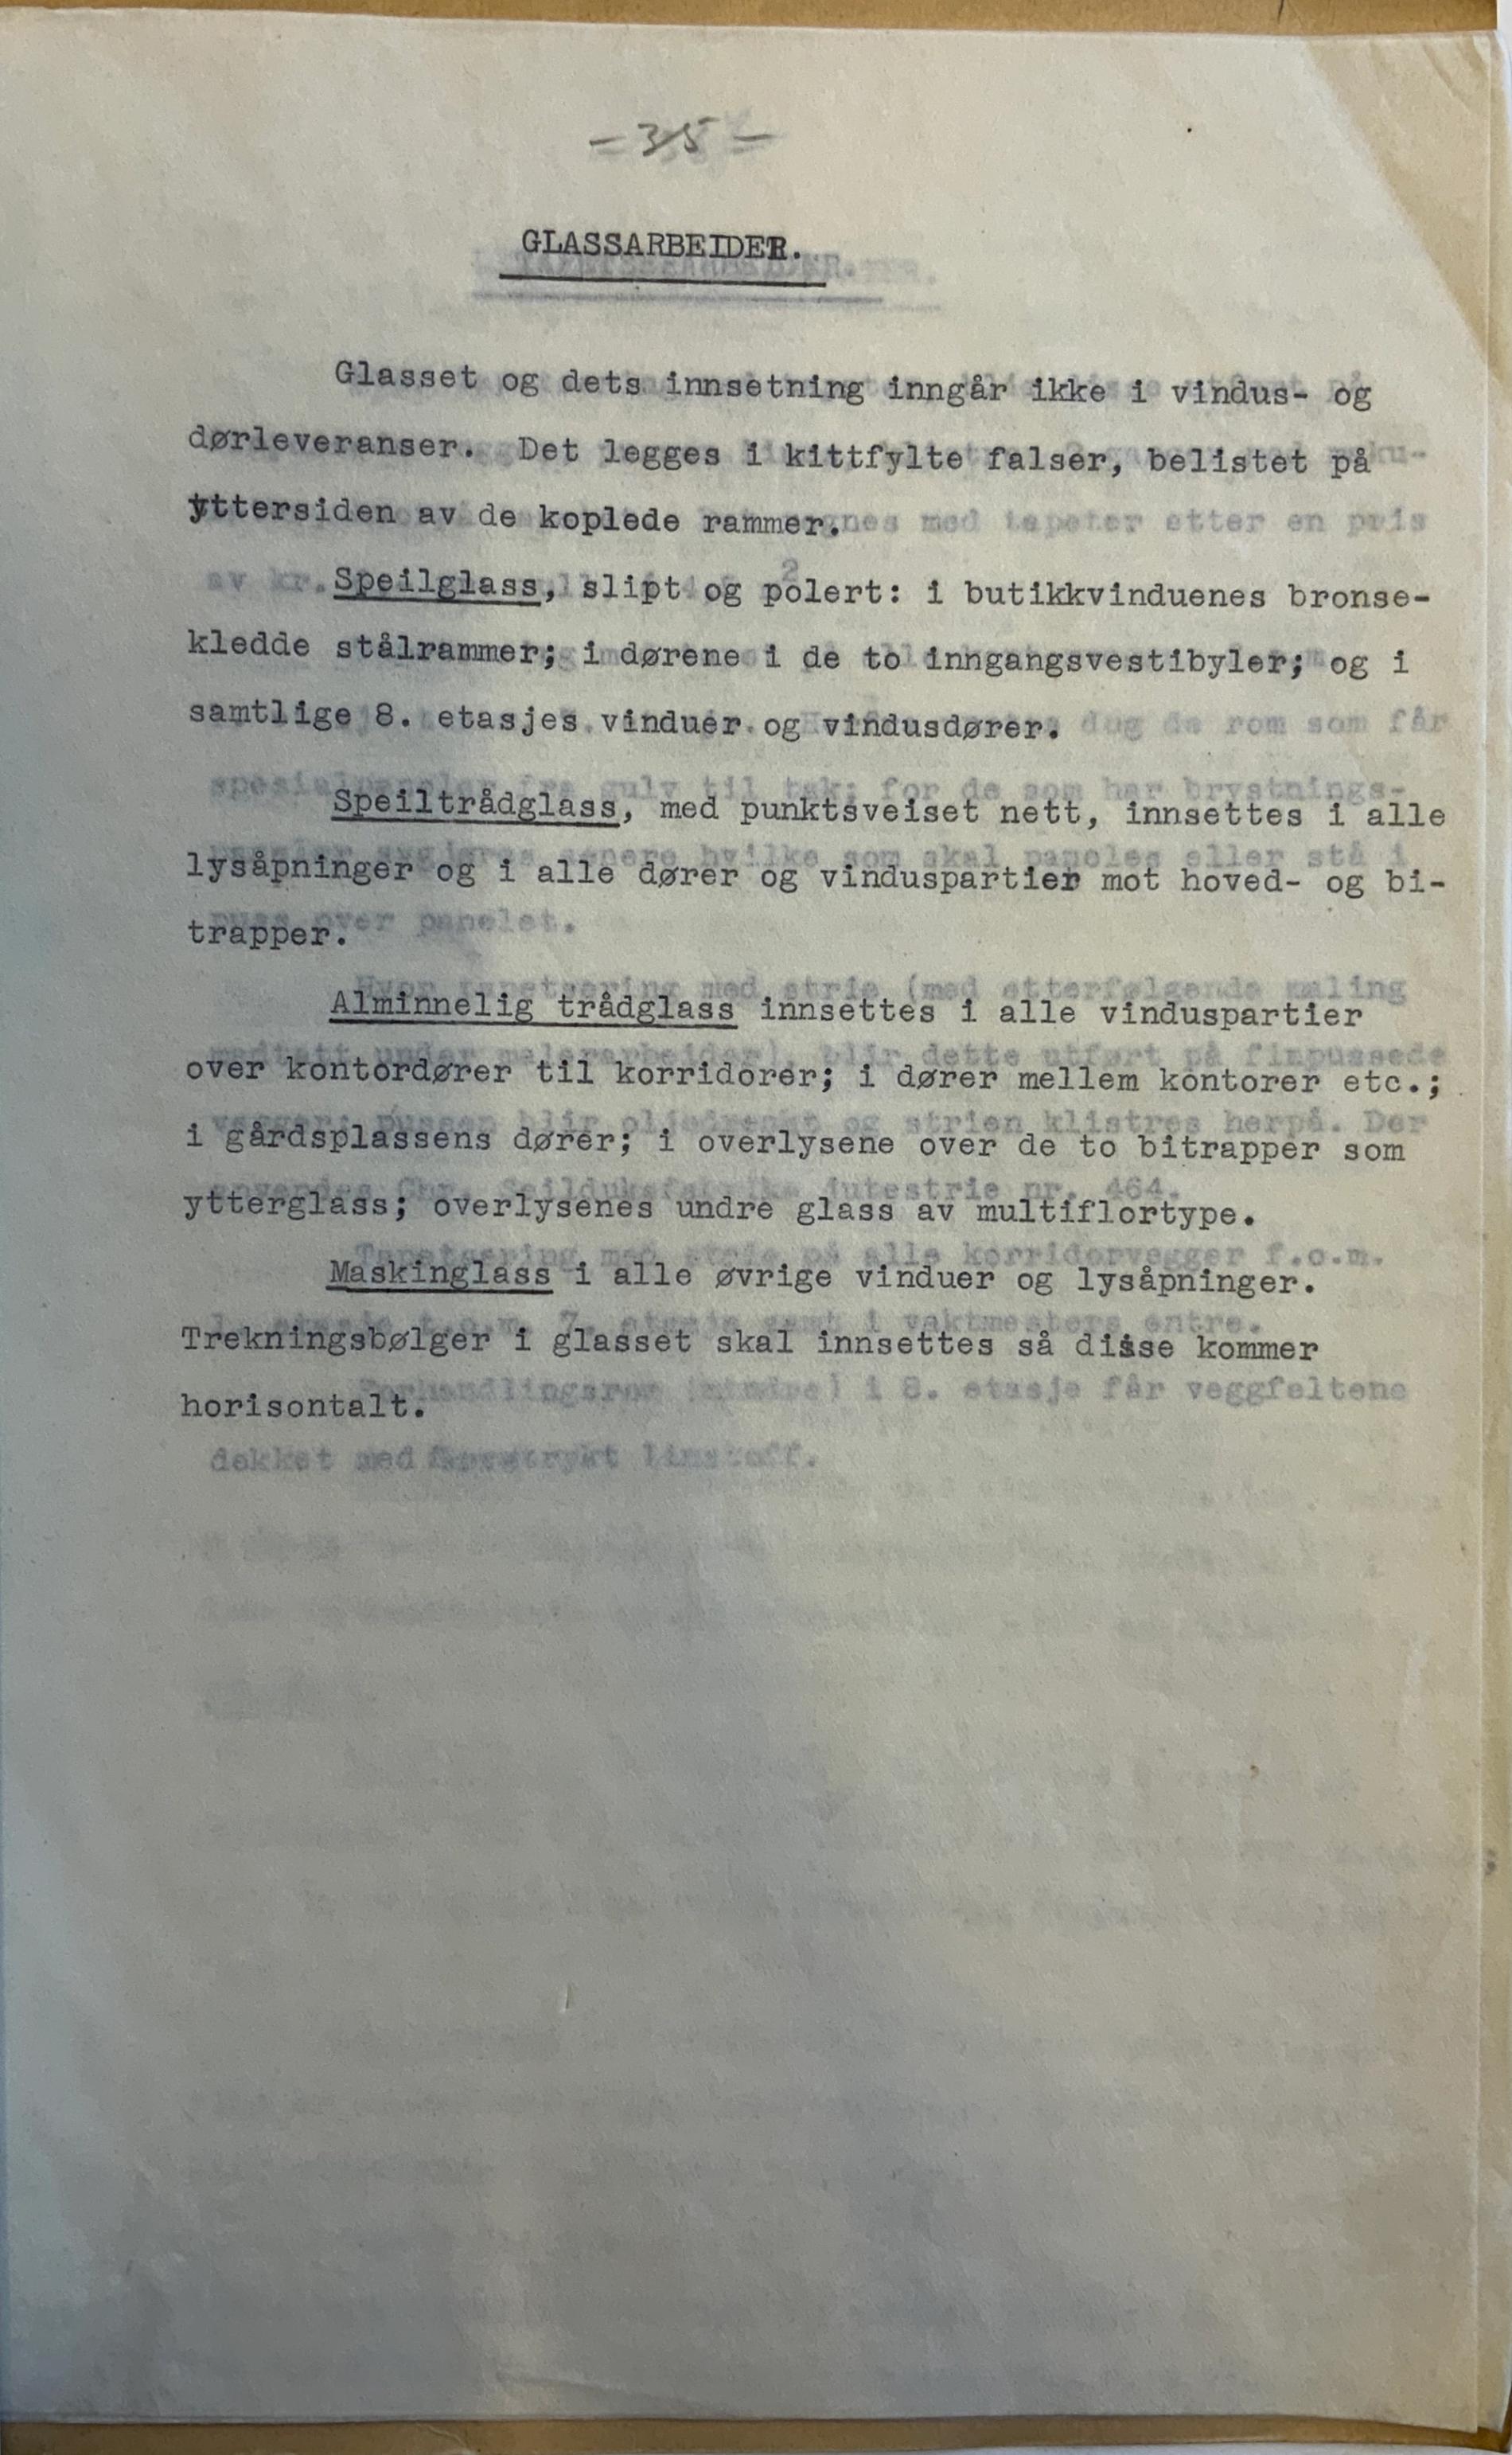 -35-
GLASSARBEIDER.
Glasset og dets innsetning inngår ikke i vindus- og
dørleveranser. Det legges i kittfylte falser, belistet på
yttersiden av de koplede rammer.
Speilglass, slipt og polert: i butikkvinduenes bronse-
kledde stålrammer; i dørene i de to inngangsvestibyler; og i
samtlige 8. etasjes vinduer og vindusdører.
Speiltrådglass, med punktsveiset nett, innsettes i alle
lysåpninger og i alle dører og vinduspartier mot hoved- og bi-
trapper.
Alminnelig trådglass innsettes i alle vinduspartier
over kontordører til korridorer; i dører mellem kontorer etc.;
i gårdsplassens dører; i overlysene over de to bitrapper som
ytterglass; overlysenes undre glass av multiflortype.
Maskinglass i alle øvrige vinduer og lysåpninger.
Trekningsbølger i glasset skal innsettes så disse kommer
horisontalt.